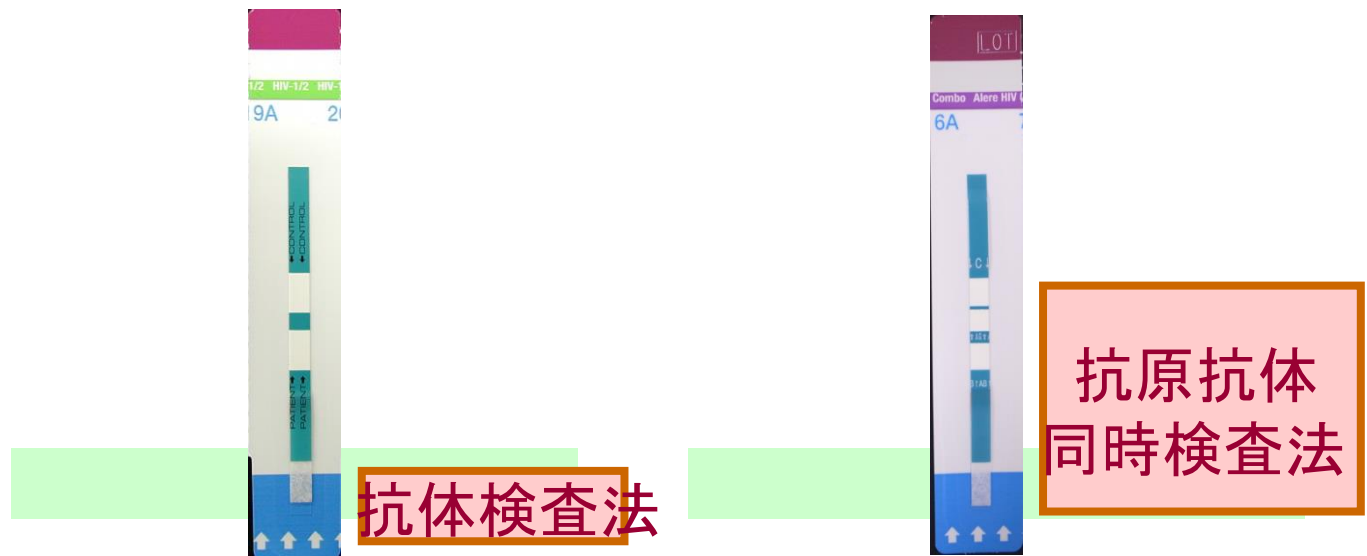 1/2 HIV-1/2 HIV-1
9A 2
←CONTROL
←CONTROL
PATIENT→
PATIENT→
抗体検査法
LOT
Combo Alere HIV
6A
↓C↓
抗原抗体
同時検査法